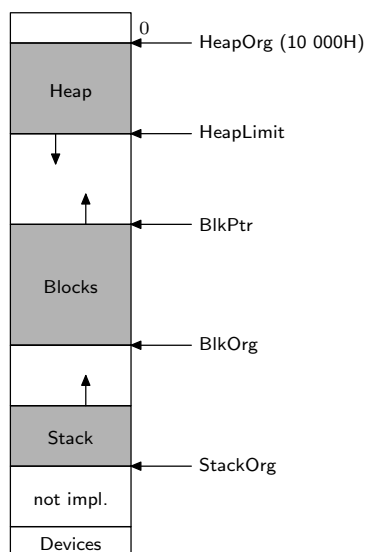 0
HeapOrg (10 000H)
Heap
HeapLimit
BlkPtr
Blocks
BlkOrg
Stack
StackOrg
not impl.
Devices